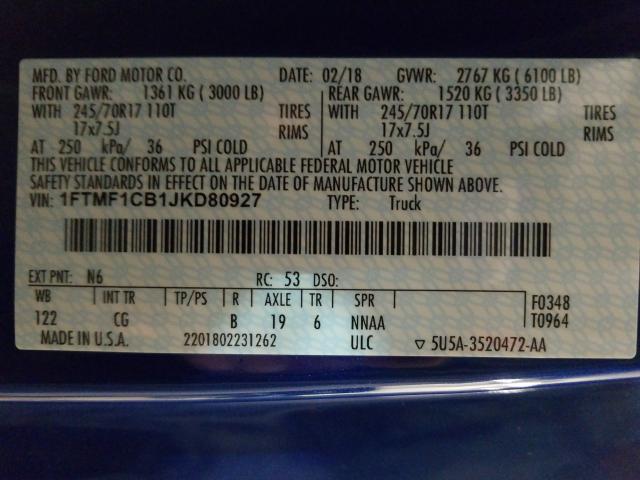 MFD. BY FORD MOTOR CO. DATE: 02/18 GVWR: 2767 KG ( 6100 LB)
FRONT GAWR: 1361 KG ( 3000 LB) REAR GAWR: 1520 KG ( 3350 LB)
WITH 245/70R17 110T TIRES WITH 245/70R17 110T TIRES
17x7.5J RIMS 17x7.5J RIMS
AT 250 kPa/ 36 PSI COLD AT 250 kPa/ 36 PSI COLD
THIS VEHICLE CONFORMS TO ALL APPLICABLE FEDERAL MOTOR VEHICLE
SAFETY STANDARDS IN EFFECT ON THE DATE OF MANUFACTURE SHOWN ABOVE.
VIN: 1FTMF1CB1JKD80927 TYPE: Truck
EXT PNT: N6 RC: 53 DSO:
WB INT TR TP/PS R AXLE TR SPR F0348
122 CG B 19 6 NNAA T0964
MADE IN U.S.A. 2201802231262 ULC ▽ 5U5A-3520472-AA